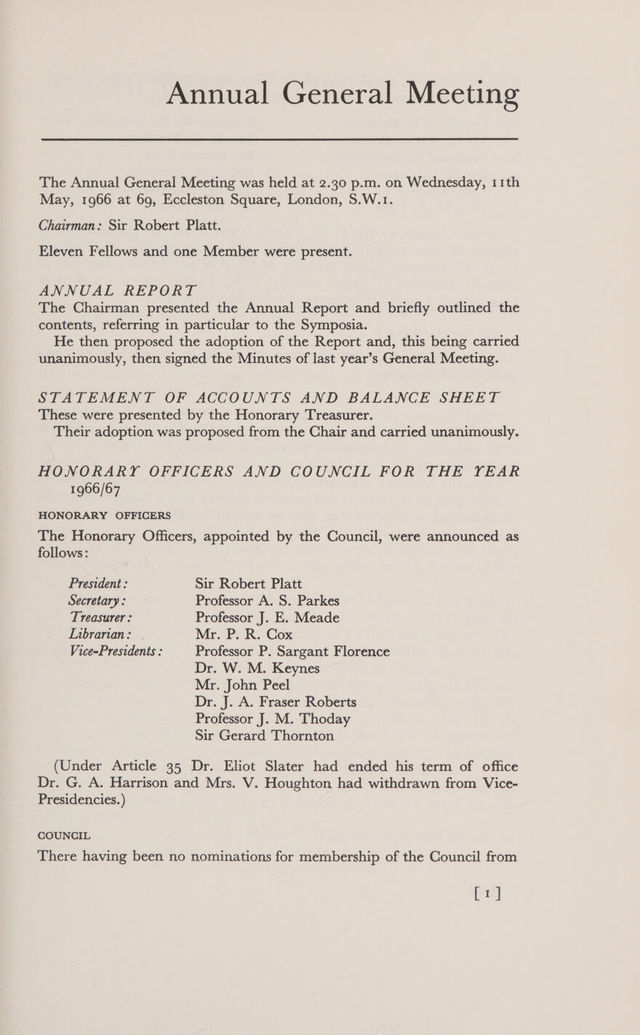 Annual General Meeting
The Annual General Meeting was held at 2.30 p.m. on Wednesday, 11th
May, 1966 at 69, Eccleston Square, London, S.W.1.
Chairman: Sir Robert Platt.
Eleven Fellows and one Member were present.
ANNUAL REPORT
The Chairman presented the Annual Report and briefly outlined the
contents, referring in particular to the Symposia.
He then proposed the adoption of the Report and, this being carried
unanimously, then signed the Minutes of last year's General Meeting.
STATEMENT OF ACCOUNTS AND BALANCE SHEET
These were presented by the Honorary Treasurer.
Their adoption was proposed from the Chair and carried unanimously.
HONORARY OFFICERS AND COUNCIL FOR THE YEAR
1966/67
HONORARY OFFICERS
The Honorary Officers, appointed by the Council, were announced as
follows:
President: Sir Robert Platt
Secretary: Professor A. S. Parkes
Treasurer: Professor J. E. Meade
Librarian: Mr. P. R. Cox
Vice-Presidents: Professor P. Sargant Florence
Dr. W. M. Keynes
Mr. John Peel
Dr. J. A. Fraser Roberts
Professor J. M. Thoday
Sir Gerard Thornton
(Under Article 35 Dr. Eliot Slater had ended his term of office
Dr. G. A. Harrison and Mrs. V. Houghton had withdrawn from Vice-
Presidencies.)
COUNCIL
There having been no nominations for membership of the Council from
[1]